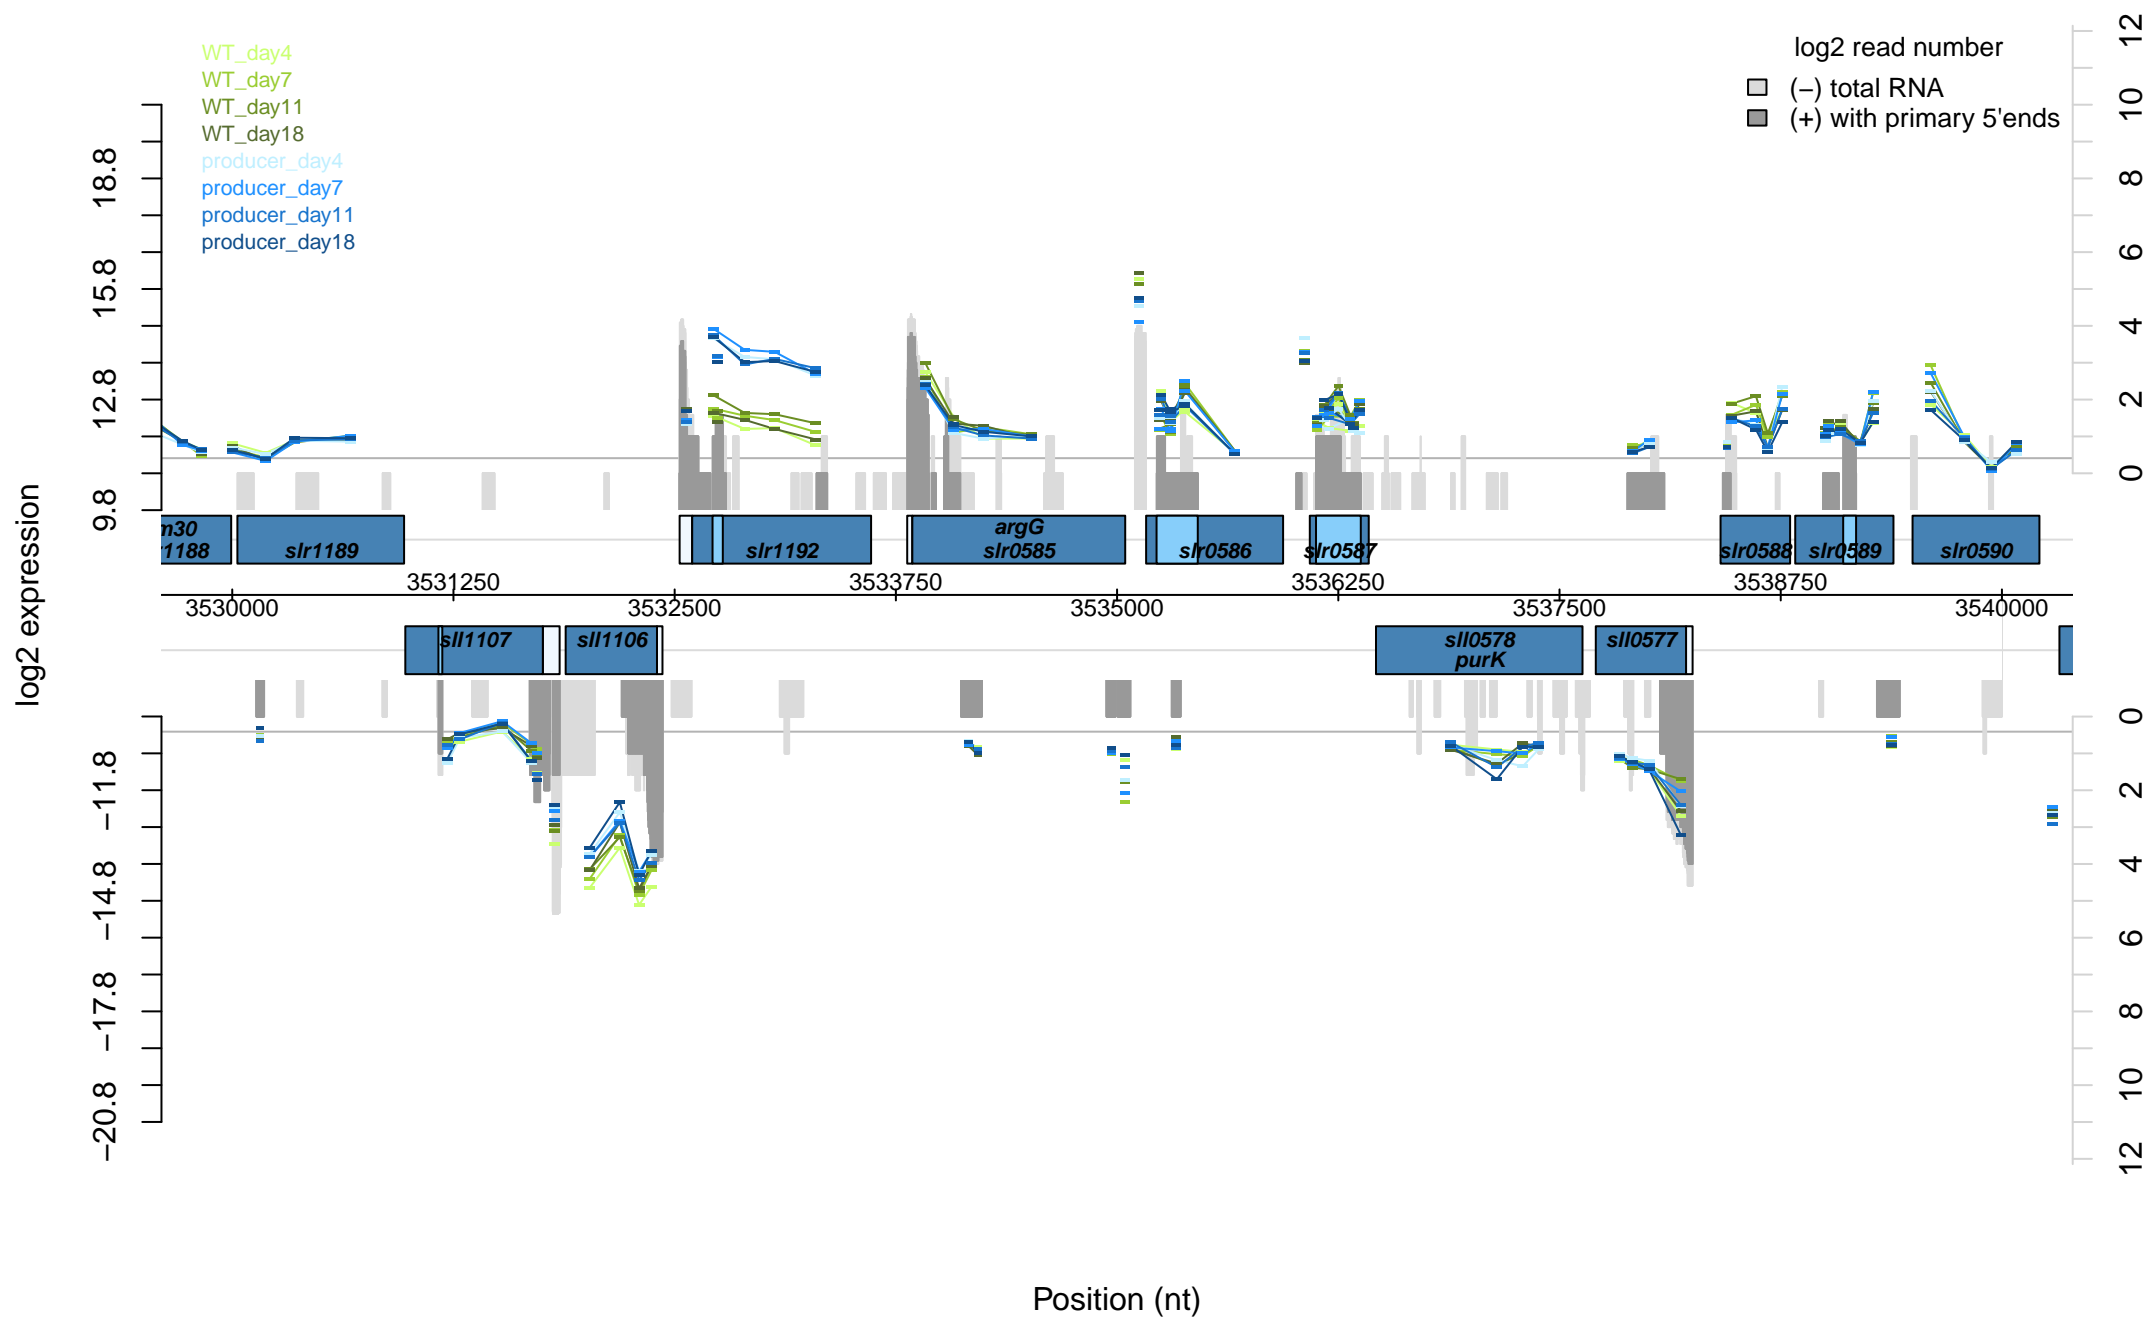 WT_day4
WT_day7
WT_day11
WT_day18
producer_day4
producer_day7
producer_day11
producer_day18
log2 read number
(−) total RNA
(+) with primary 5'ends
log2 expression
18.8
15.8
12.8
9.8
12
10
8
6
4
2
0
m30
1188
slr1189
slr1192
argG
slr0585
slr0586
slr0587
slr0588
slr0589
slr0590
3531250
3533750
3536250
3538750
3530000
3532500
3535000
3537500
3540000
sll1107
sll1106
sll0578
purK
sll0577
−11.8
−14.8
−17.8
−20.8
0
2
4
6
8
10
12
Position (nt)